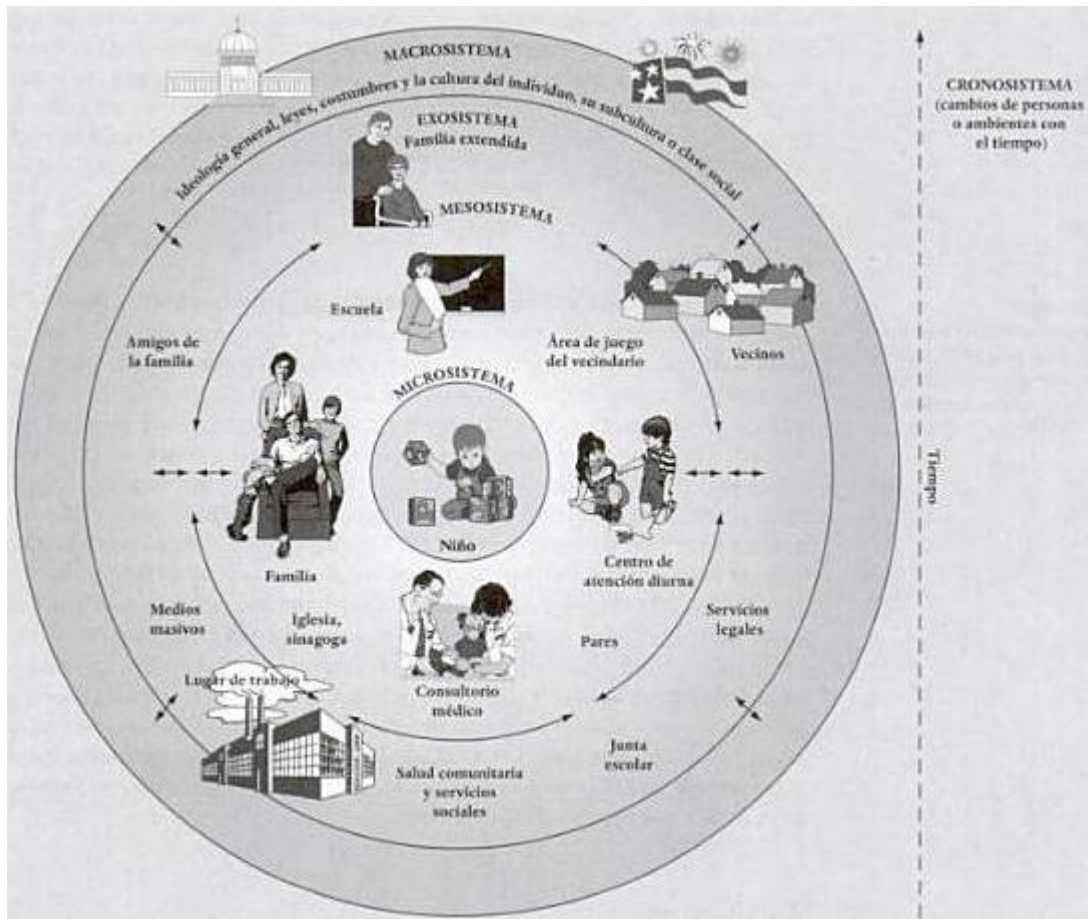 MACROSISTEMA
Ideología general, leyes, costumbres y la cultura del individuo, su subcultura o clase social
EXOSISTEMA
Familia extendida
MESOSISTEMA
CRONOSISTEMA
(cambios de personas
o ambientes con
el tiempo)
Escuela
Amigos de
la familia
Área de juego
del vecindario
Vecinos
MICROSISTEMA
Tiempo
Niño
Familia
Centro de
atención diurna
Medios
masivos
Iglesia,
sinagoga
Servicios
legales
Pares
Lugar de trabajo
Consultorio
médico
Junta
escolar
Salud comunitaria
y servicios
sociales